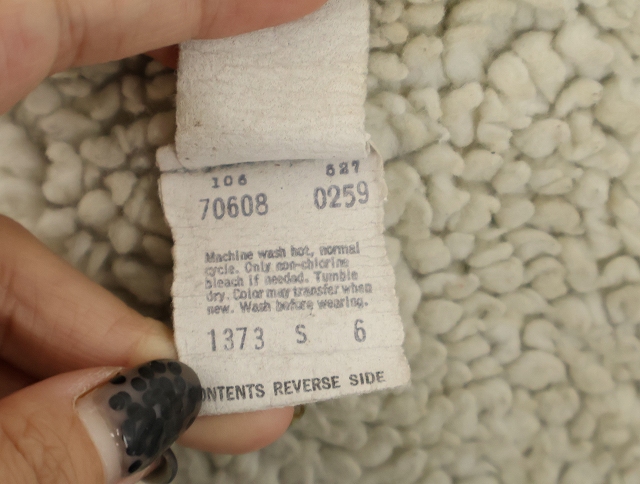 106 527
70608 0259
Machine wash hot, normal
cycle. Only non-chlorine
bleach if needed. Tumble
dry. Color may transfer when
new. Wash before wearing.
1373 S 6
ONTENTS REVERSE SIDE